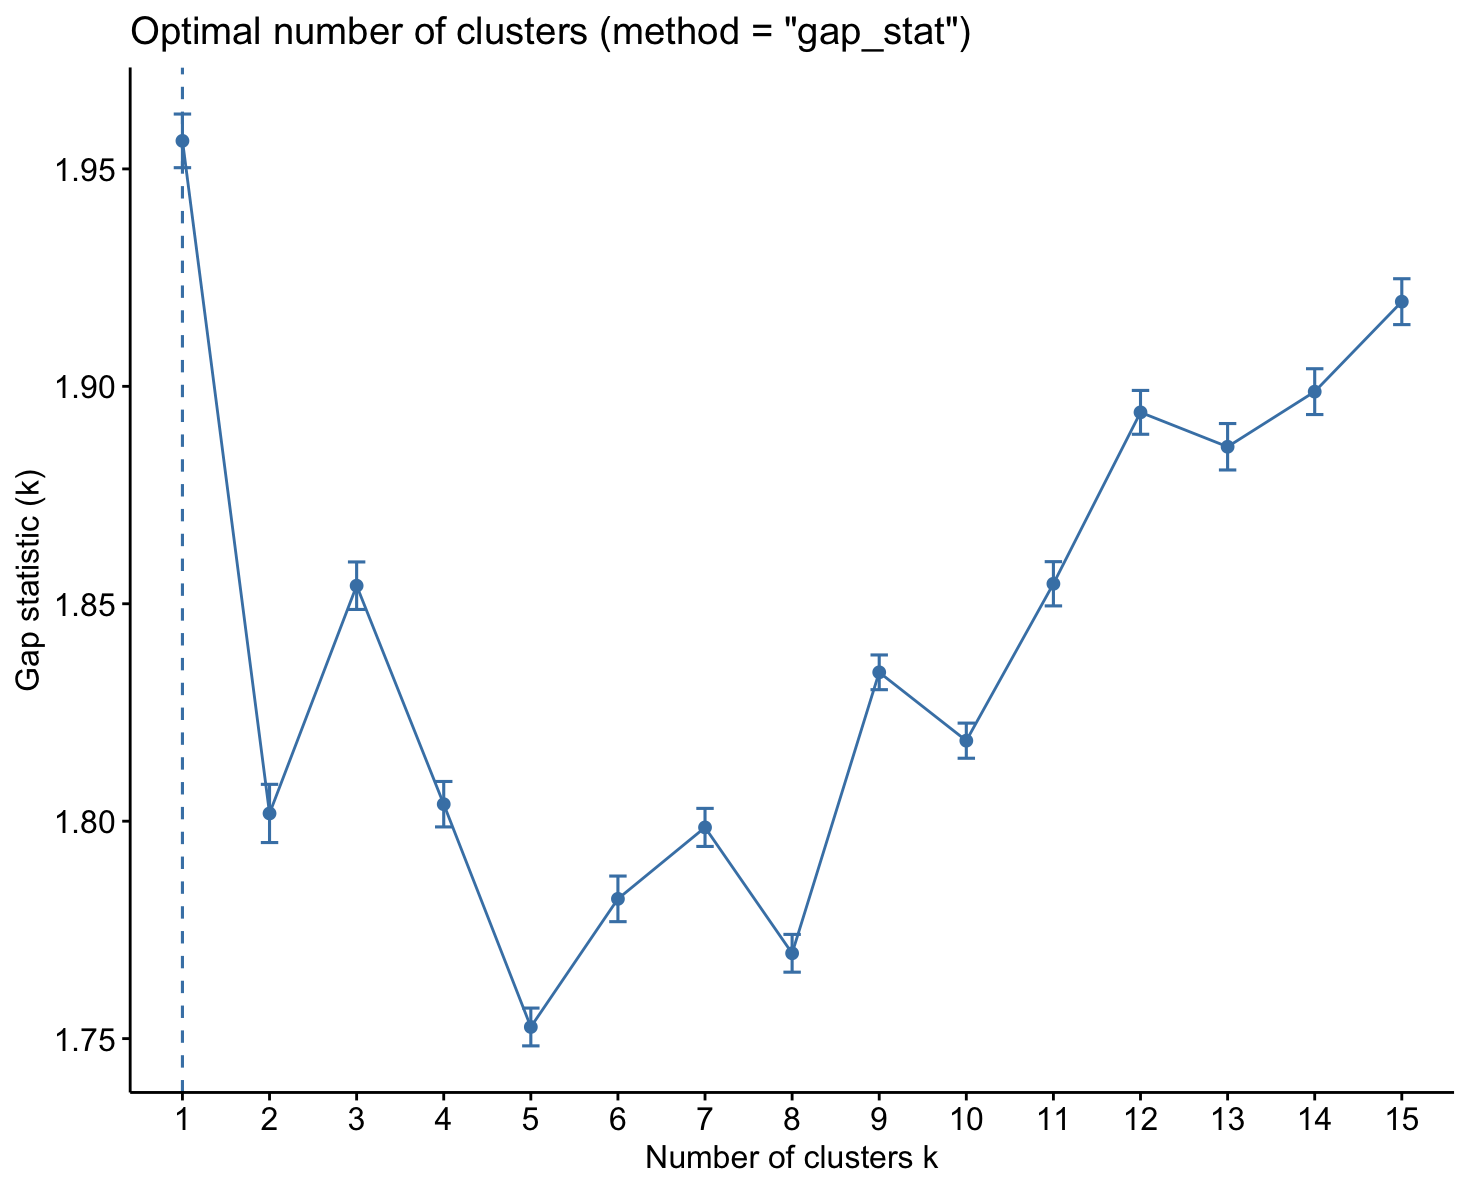 Optimal number of clusters (method = "gap_stat")
Gap statistic (k)
1.95
1.90
1.85
1.80
1.75
1 2 3 4 5 6 7 8 9 10 11 12 13 14 15
Number of clusters k